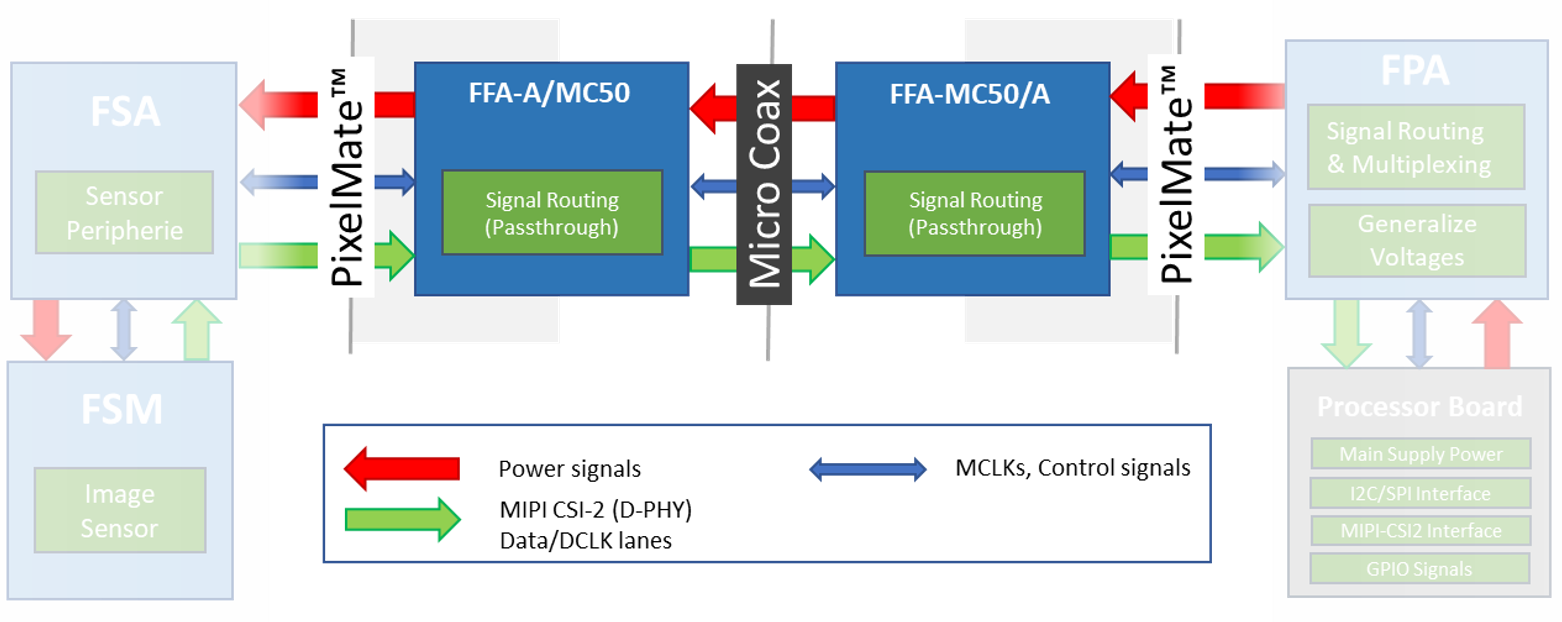 FSA
Sensor
Peripherie
FSM
Image
Sensor
PixelMate™
FFA-A/MC50
Signal Routing
(Passthrough)
Micro Coax
FFA-MC50/A
Signal Routing
(Passthrough)
PixelMate™
FPA
Signal Routing
& Multiplexing
Generalize
Voltages
Processor Board
Main Supply Power
I2C/SPI Interface
MIPI-CSI2 Interface
GPIO Signals
Power signals
MCLKs, Control signals
MIPI CSI-2 (D-PHY)
Data/DCLK lanes